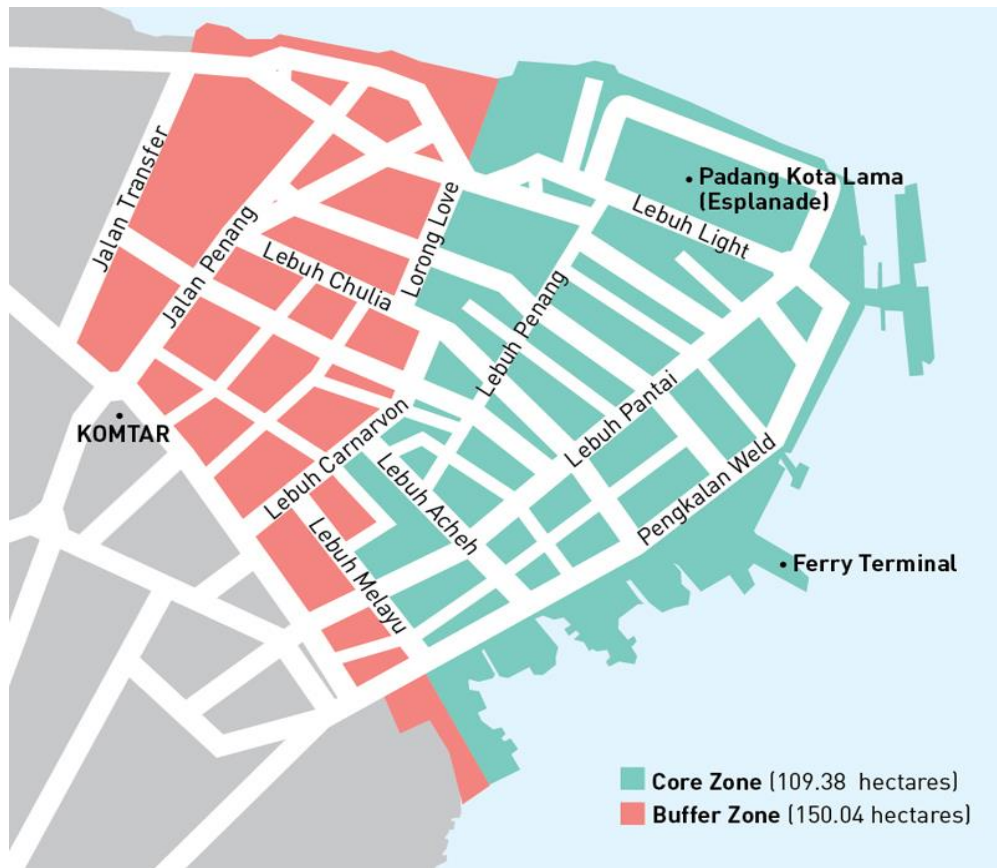 Jalan Transfer
Jalan Penang
Lebuh Chulia
Lorong Love
Padang Kota Lama
(Esplanade)
Lebuh Light
Lebuh Penang
Lebuh Pantai
KOMTAR
Lebuh Carnarvon
Lebuh Acheh
Pengkalan Weld
Lebuh Melayu
Ferry Terminal
Core Zone (109.38 hectares)
Buffer Zone (150.04 hectares)